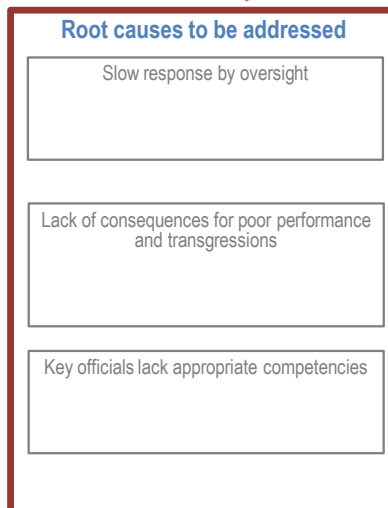 Root causes to be addressed
Slow response by oversight
Lack of consequences for poor performance
and transgressions
Key officials lack appropriate competencies